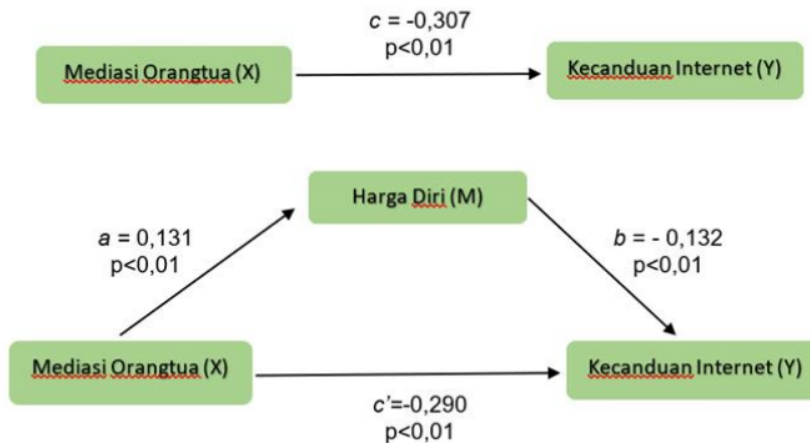 c = -0,307
p<0,01
Mediasi Orangtua (X)
Kecanduan Internet (Y)
Harga Diri (M)
a = 0,131
p<0,01
b = - 0,132
p<0,01
Mediasi Orangtua (X)
Kecanduan Internet (Y)
c’=-0,290
p<0,01